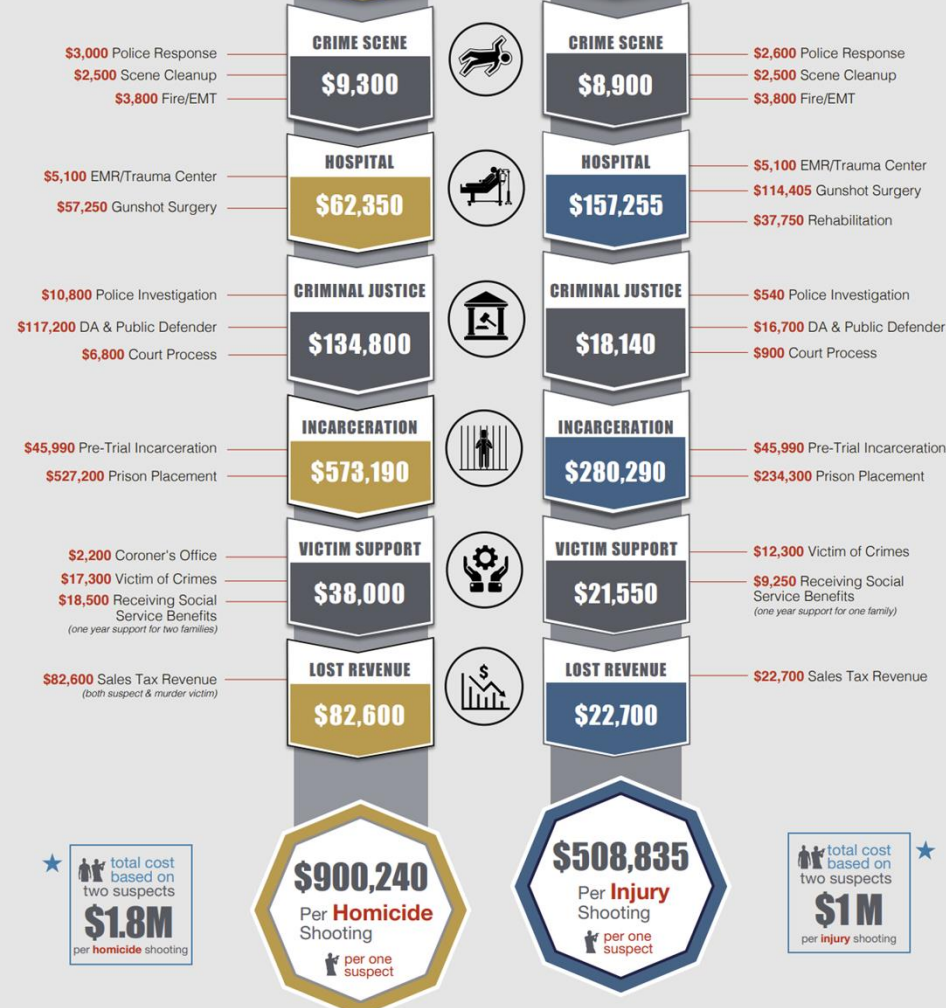 CRIME SCENE
$9,300
$3,000 Police Response
$2,500 Scene Cleanup
$3,800 Fire/EMT
CRIME SCENE
$8,900
$2,600 Police Response
$2,500 Scene Cleanup
$3,800 Fire/EMT
HOSPITAL
$62,350
$5,100 EMR/Trauma Center
$57,250 Gunshot Surgery
HOSPITAL
$157,255
$5,100 EMR/Trauma Center
$114,405 Gunshot Surgery
$37,750 Rehabilitation
CRIMINAL JUSTICE
$134,800
$10,800 Police Investigation
$117,200 DA & Public Defender
$6,800 Court Process
CRIMINAL JUSTICE
$18,140
$540 Police Investigation
$16,700 DA & Public Defender
$900 Court Process
INCARCERATION
$573,190
$45,990 Pre-Trial Incarceration
$527,200 Prison Placement
INCARCERATION
$280,290
$45,990 Pre-Trial Incarceration
$234,300 Prison Placement
VICTIM SUPPORT
$38,000
$2,200 Coroner's Office
$17,300 Victim of Crimes
$18,500 Receiving Social
Service Benefits
(one year support for two families)
VICTIM SUPPORT
$21,550
$12,300 Victim of Crimes
$9,250 Receiving Social
Service Benefits
(one year support for one family)
LOST REVENUE
$82,600
$82,600 Sales Tax Revenue
(both suspect & murder victim)
LOST REVENUE
$22,700
$22,700 Sales Tax Revenue
$
total cost
based on
two suspects
$1.8M
per homicide shooting
$900,240
Per Homicide
Shooting
per one
suspect
$508,835
Per Injury
Shooting
per one
suspect
total cost
based on
two suspects
$1M
per injury shooting